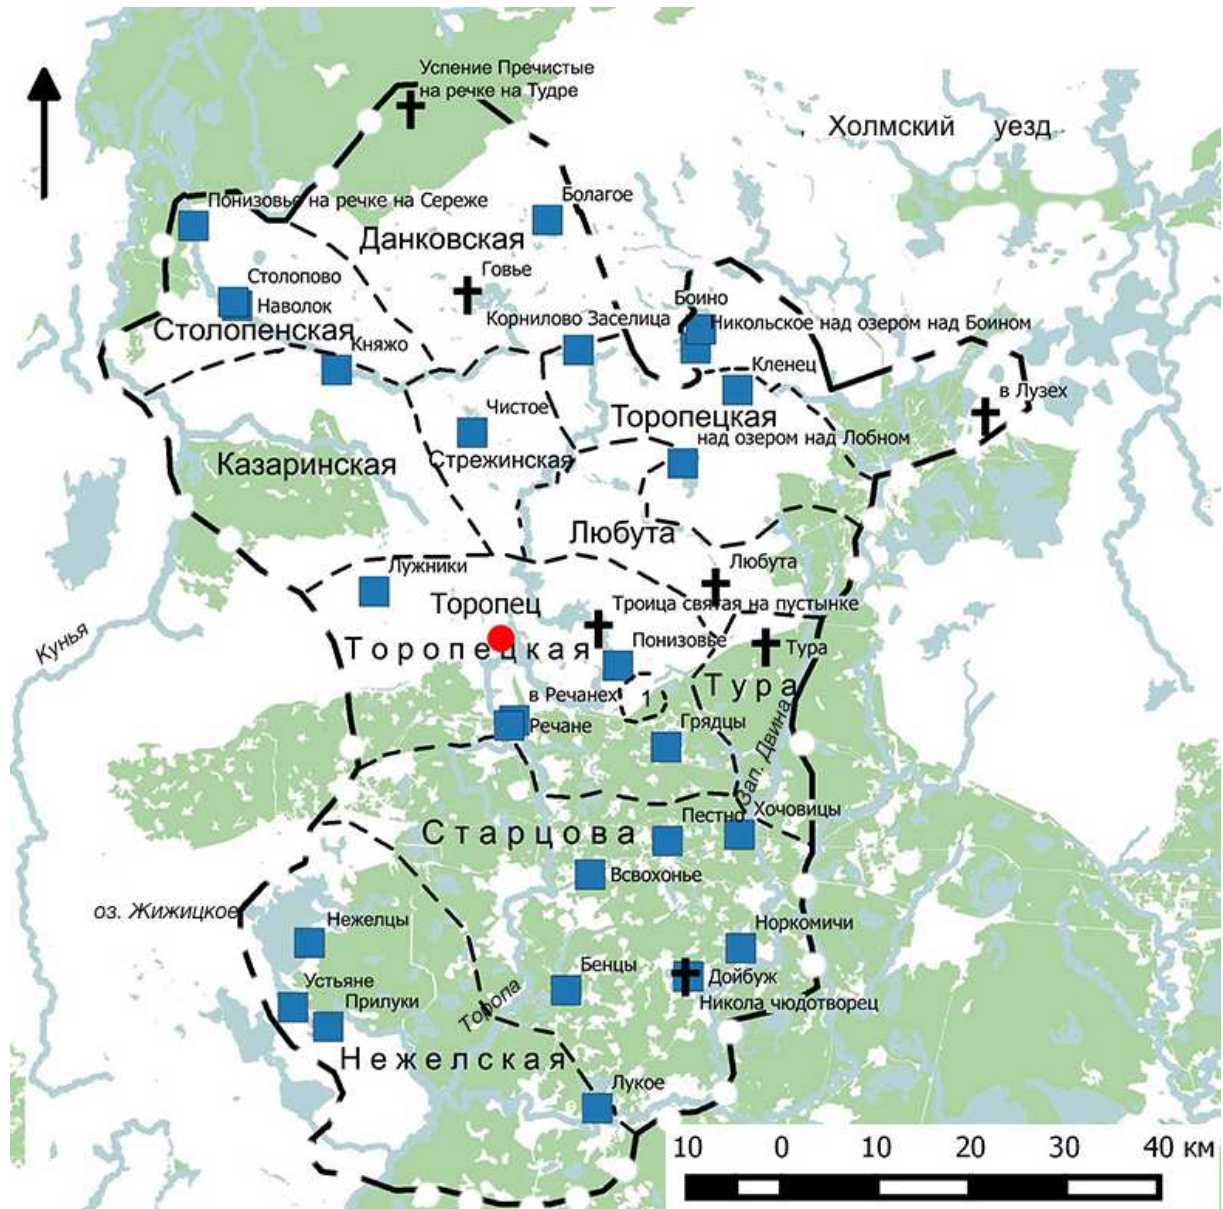 Успение Пречистые
на речке на Тудре
Холмский уезд
Понизовье на речке на Сереже
Болагое
Данковская
Говье
Столопово
Наволок
Столопенская
Княжо
Корнилово Заселица
Боино
Никольское над озером над Боином
Кленец
в Лузех
Чистое
Торопецкая
над озером над Лобном
Казаринская
Стрежинская
Любута
Любута
Лужники
Торопец
Троица святая на пустынке
Кунья
Торопецкая
Понизовье
Тура
Тура
в Речанех
1
Речане
Грядцы
Зап. Двина
Пестно
Хочовицы
Старцова
Всвохонье
оз. Жижицкое
Нежелцы
Норкомичи
Бенцы
Дойбуж
Устьяне
Прилуки
Никола чюдотворец
Торопа
Нежелская
Лукое
10 0 10 20 30 40 км